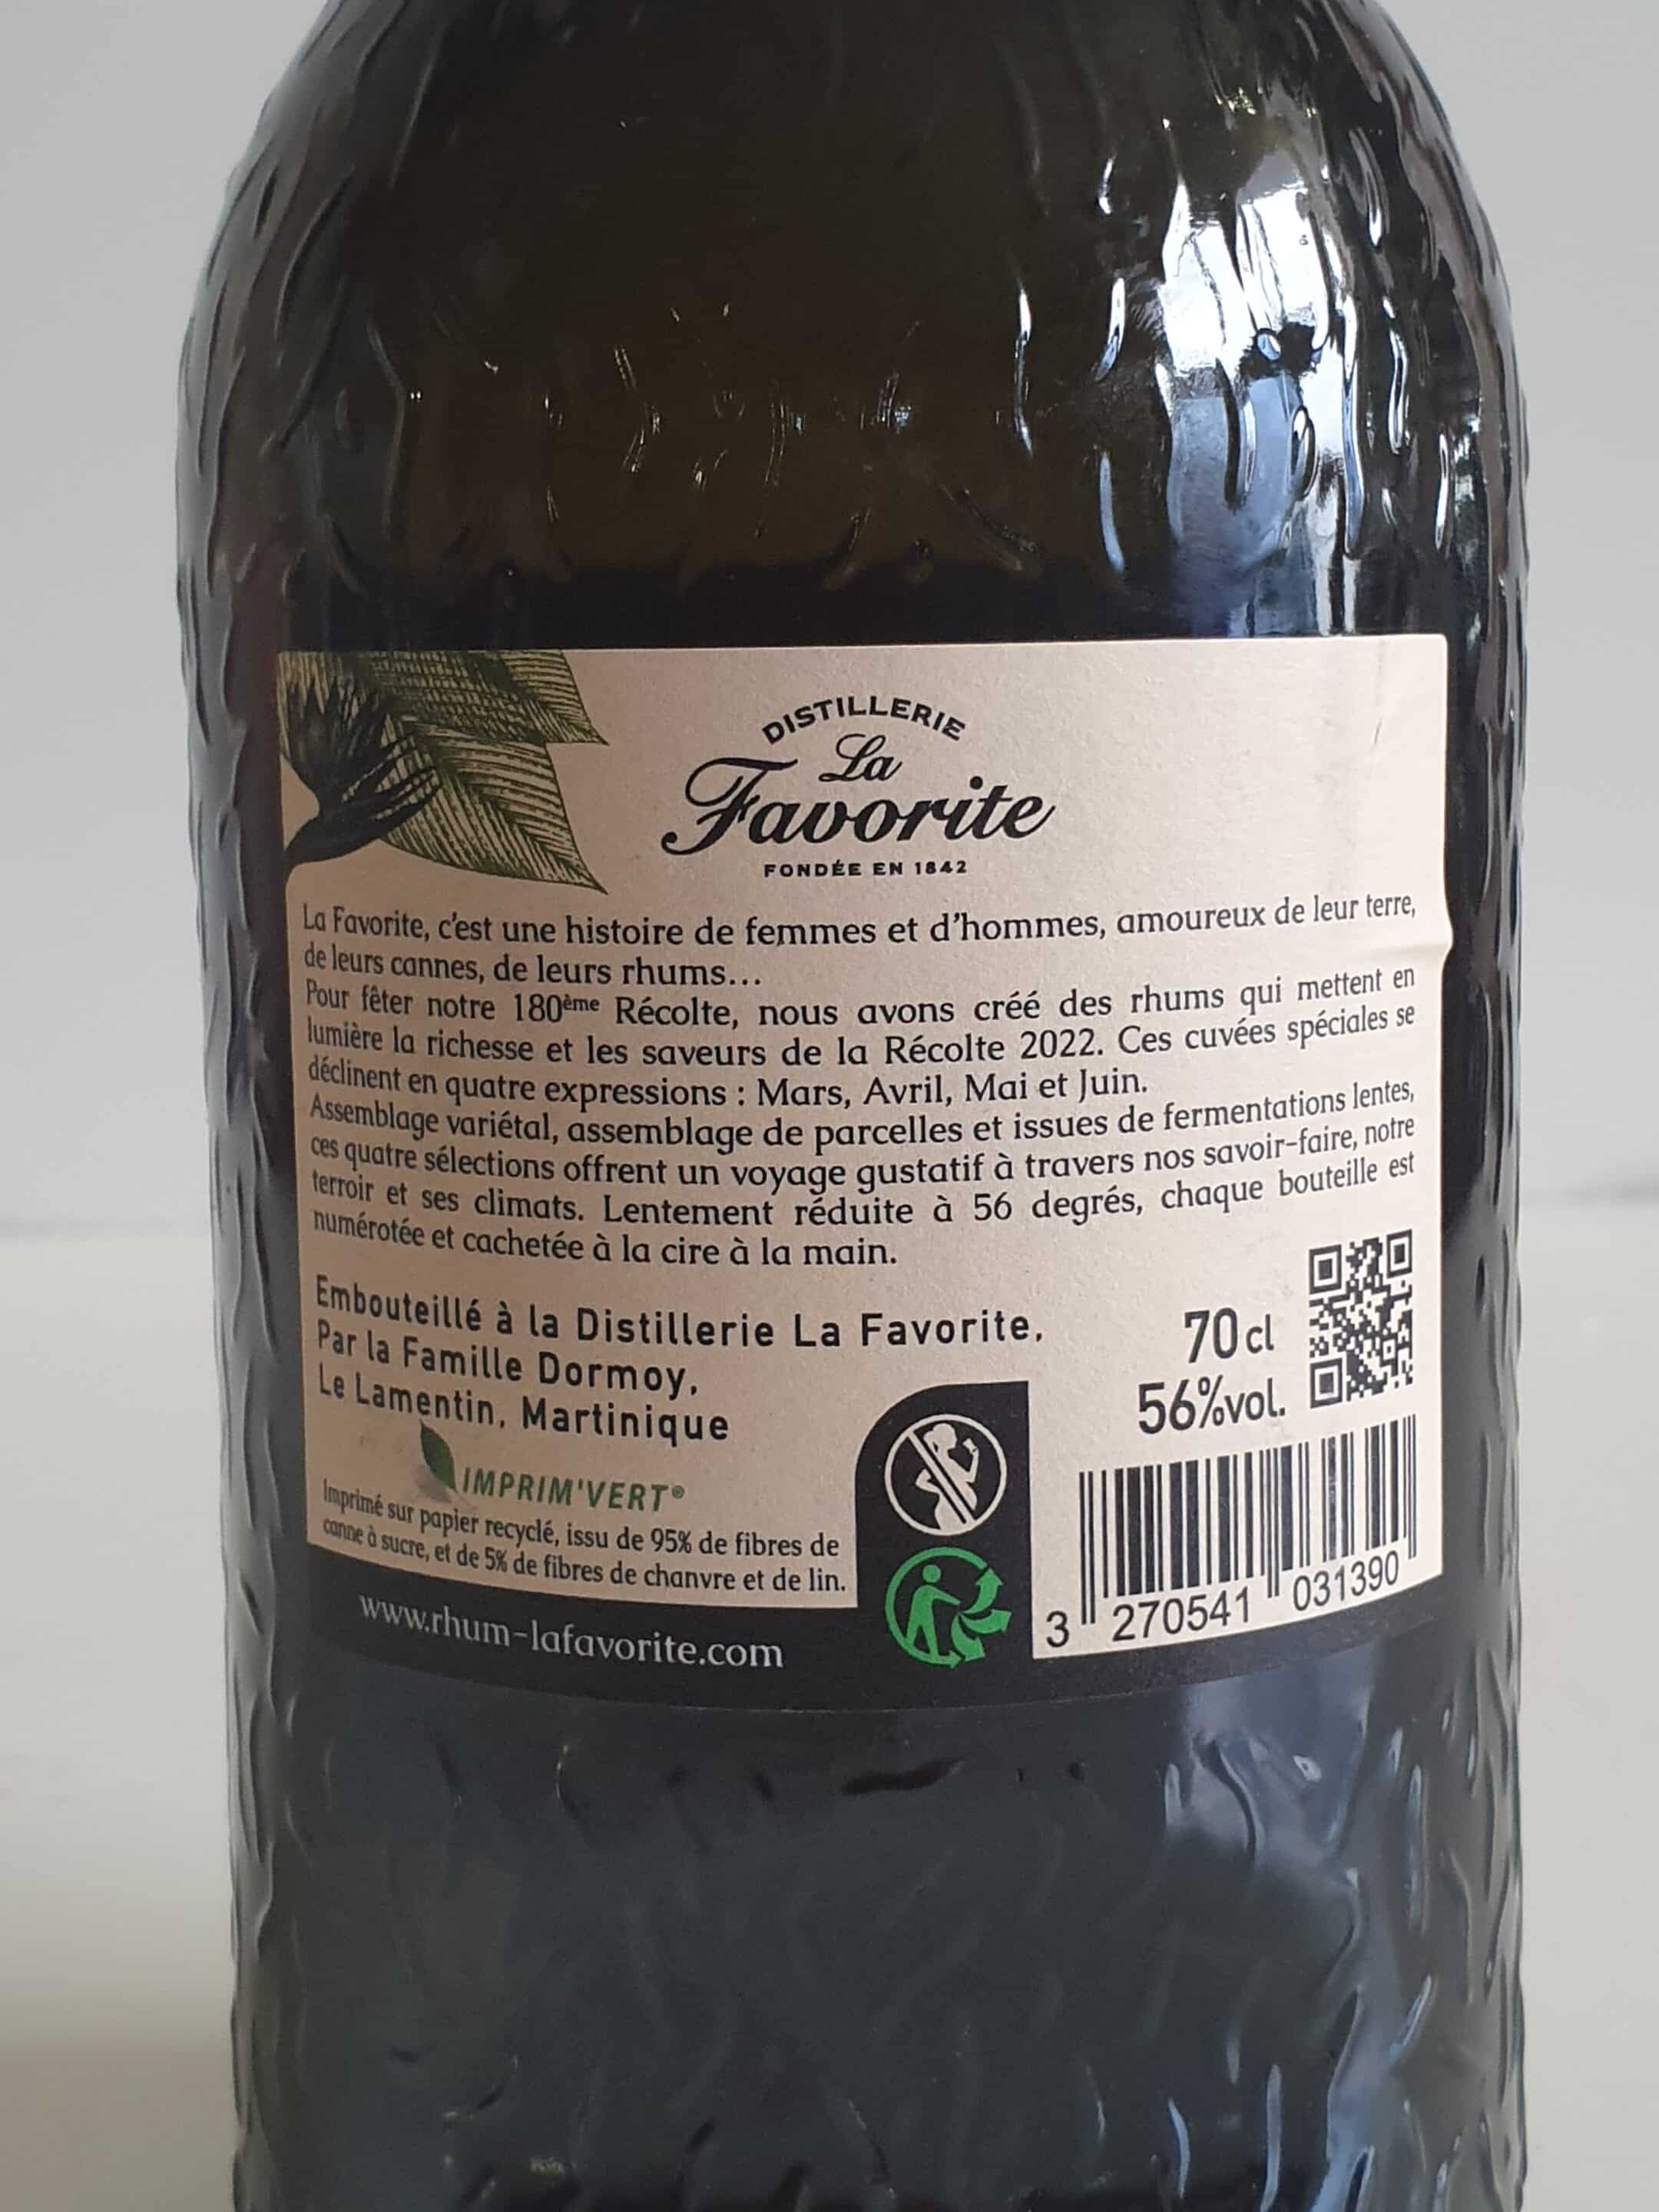 DISTILLERIE
La
Favorite
FONDÉE EN 1842
La Favorite, c'est une histoire de femmes et d'hommes, amoureux de leur terre,
de leurs cannes, de leurs rhums...
Pour fêter notre 180ème Récolte, nous avons créé des rhums qui mettent en
lumière la richesse et les saveurs de la Récolte 2022. Ces cuvées spéciales se
déclinent en quatre expressions : Mars, Avril, Mai et Juin.
Assemblage variétal, assemblage de parcelles et issues de fermentations lentes,
ces quatre sélections offrent un voyage gustatif à travers nos savoir-faire, notre
terroir et ses climats. Lentement réduite à 56 degrés, chaque bouteille est
numérotée et cachetée à la cire à la main.
Embouteillé à la Distillerie La Favorite,
Par la Famille Dormoy,
Le Lamentin, Martinique
70 cl
56%vol.
IMPRIM'VERT®
Imprimé sur papier recyclé, issu de 95% de fibres de
canne à sucre, et de 5% de fibres de chanvre et de lin.
www.rhum-lafavorite.com
3 270541 031390